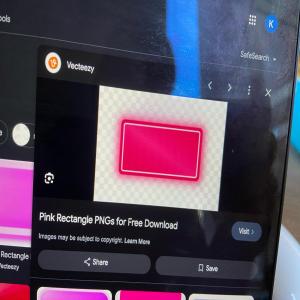 ools
K
SafeSearch
Vecteezy
Pink Rectangle PNGs for Free Download
Visit
Images may be subject to copyright. Learn More
Rectangle
Vecteezy
Share
Save